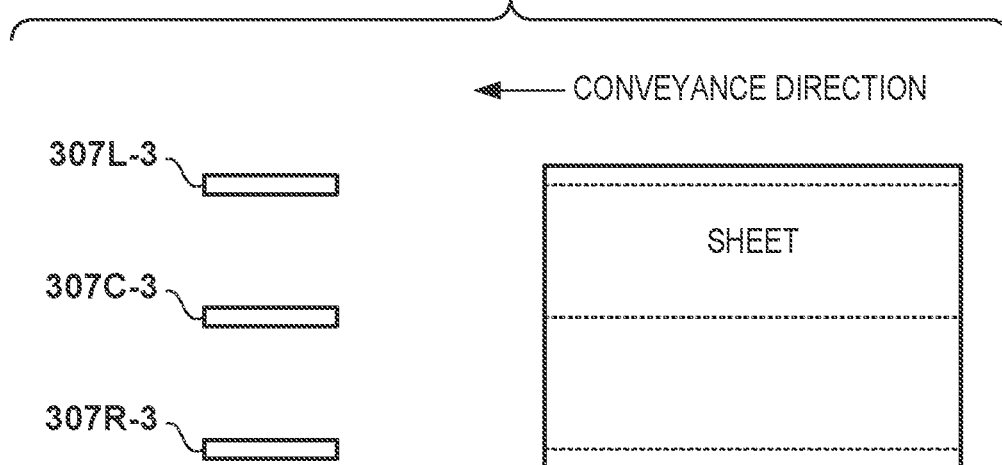 CONVEYANCE DIRECTION
307L-3
SHEET
307C-3
307R-3